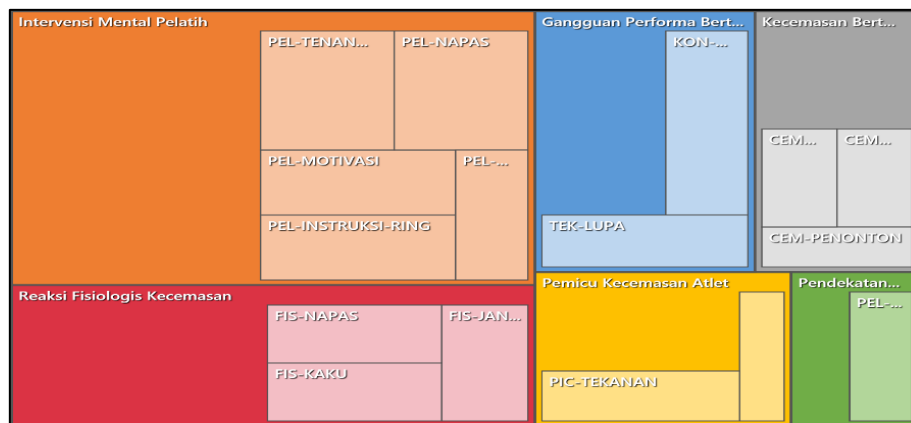 Intervensi Mental Pelatih
PEL-TENAN...
PEL-NAPAS
PEL-MOTIVASI
PEL-...
PEL-INSTRUKSI-RING
Reaksi Fisiologis Kecemasan
FIS-NAPAS
FIS-JAN...
FIS-KAKU
Gangguan Performa Bert...
KON-...
TEK-LUPA
Kecemasan Bert...
CEM...
CEM...
CEM-PENONTON
Pemicu Kecemasan Atlet
PIC-TEKANAN
Pendekatan...
PEL-...